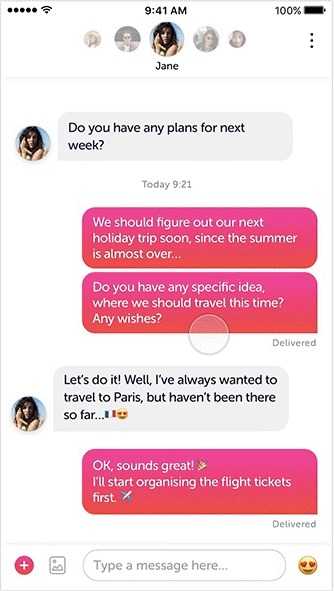 9:41 AM
100%
Jane
Do you have any plans for next
week?
Today 9:21
We should figure out our next
holiday trip soon, since the summer
is almost over...
Do you have any specific idea,
where we should travel this time?
Any wishes?
Delivered
Let's do it! Well, I've always wanted to
travel to Paris, but haven't been there
so far...🇫🇷😍
OK, sounds great! 🎉
I'll start organising the flight tickets
first. ✈️
Delivered
Type a message here...